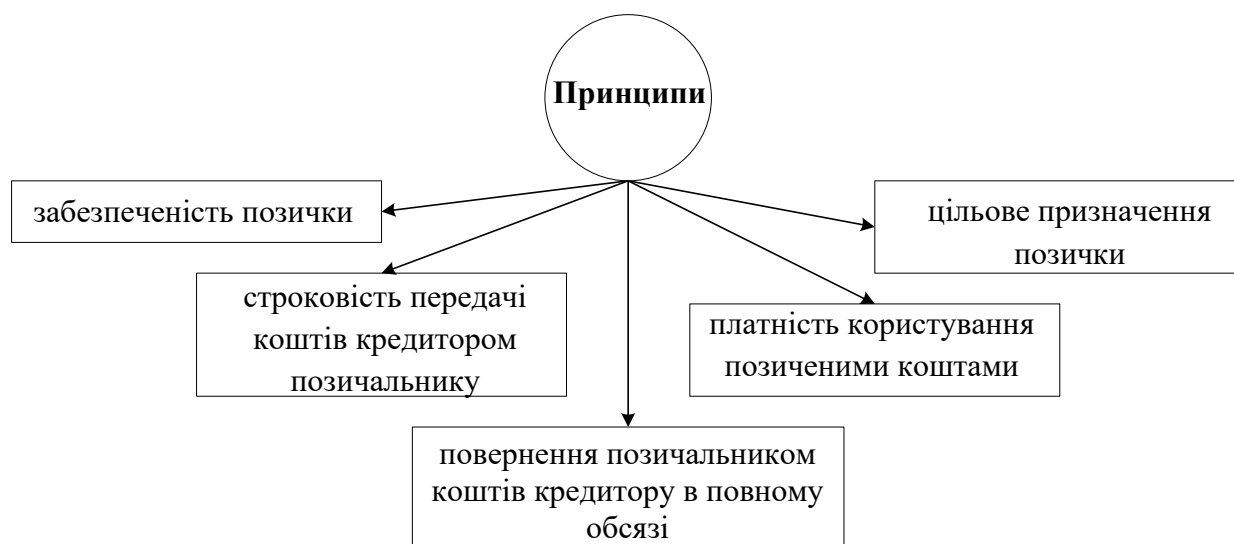 Принципи
забезпеченість позички
цільове призначення
позички
строковість передачі
коштів кредитором
позичальнику
платність користування
позиченими коштами
повернення позичальником
коштів кредитору в повному
обсязі